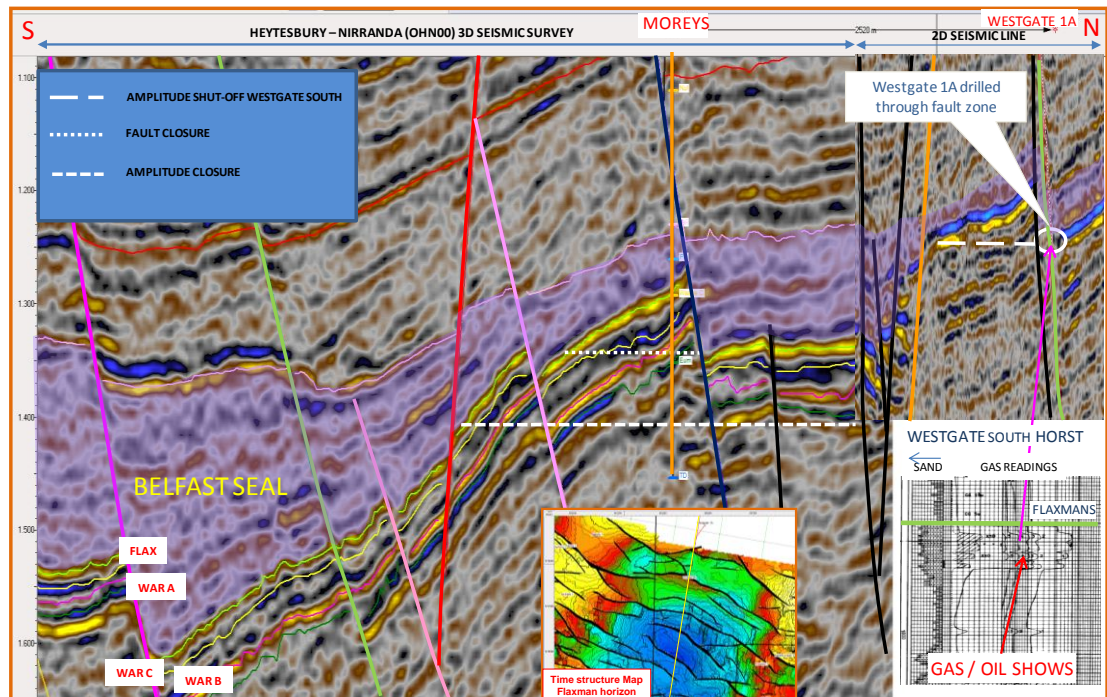 S
HEYTESBURY – NIRRANDA (OHN00) 3D SEISMIC SURVEY
MOREYS
2520 m
WESTGATE 1A
N
2D SEISMIC LINE
AMPLITUDE SHUT-OFF WESTGATE SOUTH
FAULT CLOSURE
AMPLITUDE CLOSURE
Westgate 1A drilled
through fault zone
1.100
1.200
1.300
1.400
1.500
1.600
BELFAST SEAL
FLAX
WAR A
WAR C
WAR B
TD
Time structure Map
Flaxman horizon
WESTGATE SOUTH HORST
SAND
GAS READINGS
FLAXMANS
GAS / OIL SHOWS